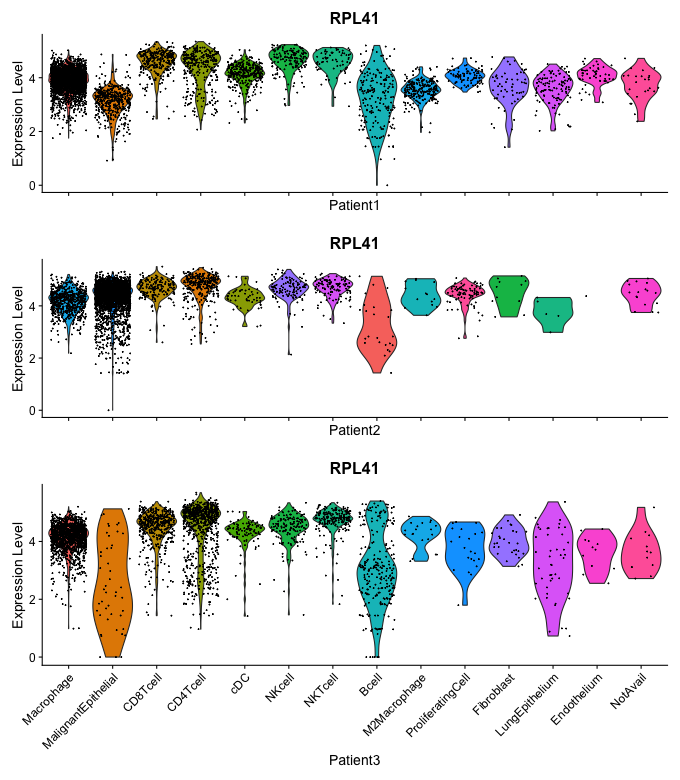 RPL41
Expression Level
4
2
0
Patient1
RPL41
Expression Level
4
2
0
Patient2
RPL41
Expression Level
4
2
0
Macrophage
MalignantEpithelial
CD8Tcell
CD4Tcell
cDC
NKcell
NKTcell
Bcell
M2Macrophage
ProliferatingCell
Fibroblast
LungEpithelium
Endothelium
NotAvail
Patient3